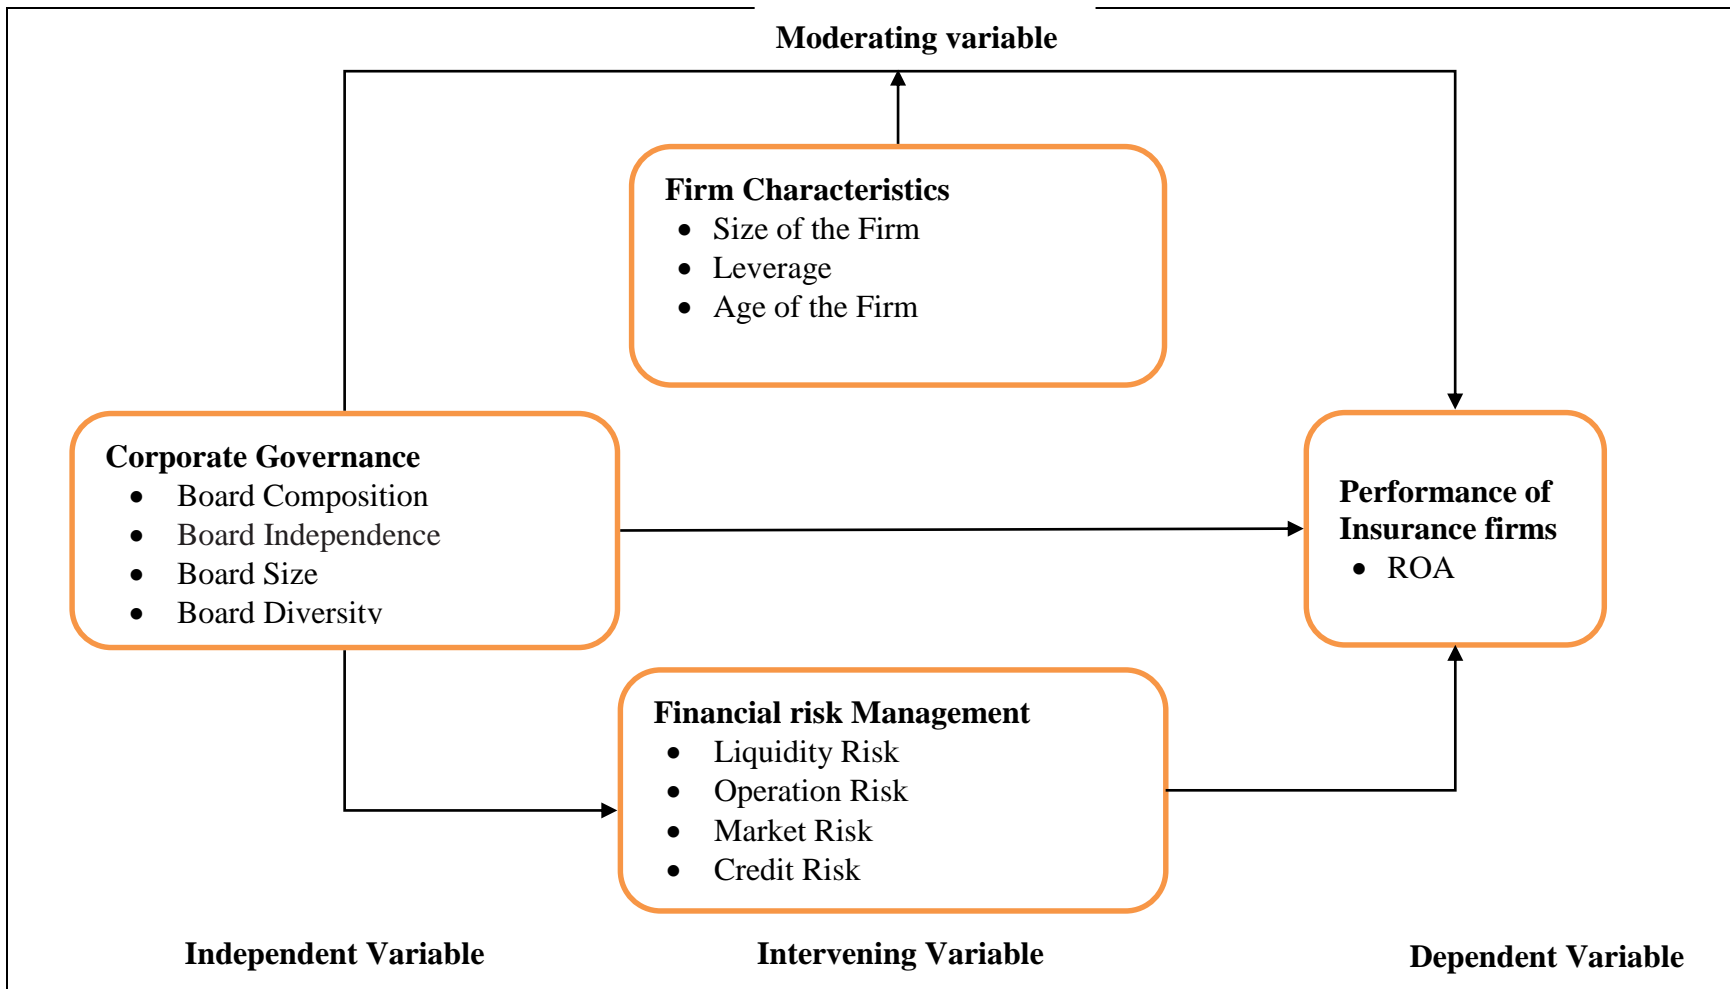 Moderating variable
Firm Characteristics
• Size of the Firm
• Leverage
• Age of the Firm
Corporate Governance
• Board Composition
• Board Independence
• Board Size
• Board Diversity
Performance of
Insurance firms
• ROA
Financial risk Management
• Liquidity Risk
• Operation Risk
• Market Risk
• Credit Risk
Independent Variable
Intervening Variable
Dependent Variable